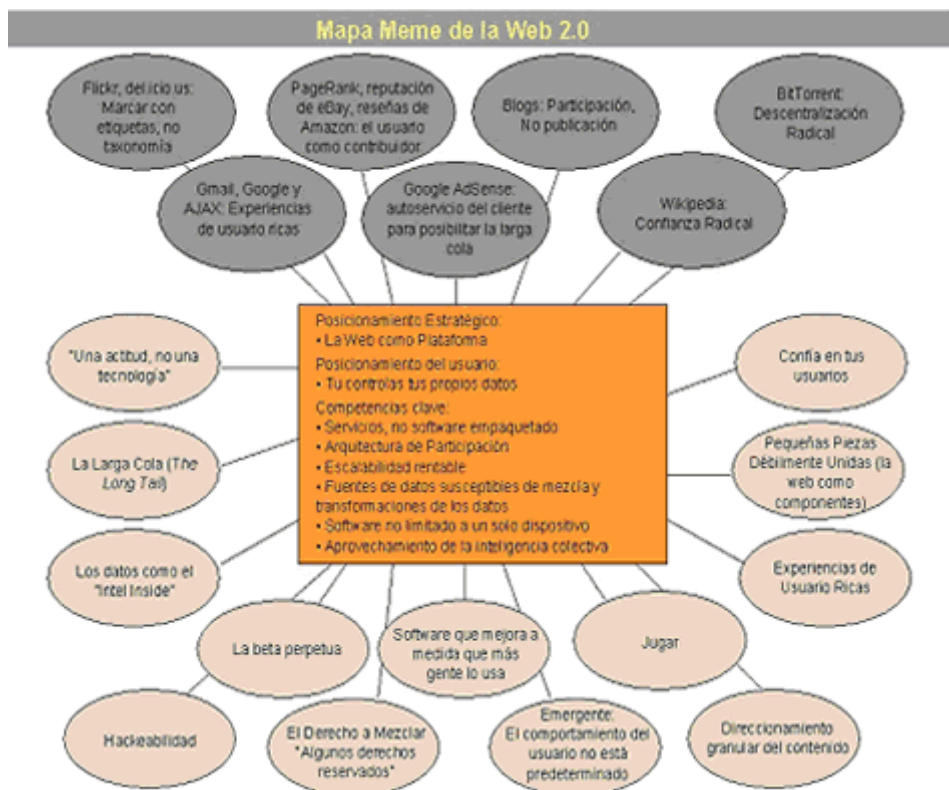 Mapa Meme de la Web 2.0
Flickr, del.icio.us:
Marcar con
etiquetas, no
taxonomía
PageRank, reputación
de eBay, reseñas de
Amazon: el usuario
como contribuidor
Blogs: Participación,
No publicación
BitTorrent:
Descentralización
Radical
Gmail, Google y
AJAX: Experiencias
de usuario ricas
Google AdSense:
autoservicio del cliente
para posibilitar la larga
cola
Wikipedia:
Confianza Radical
Posicionamiento Estratégico:
• La Web como Plataforma
Posicionamiento del usuario:
• Tu controlas tus propios datos
Competencias clave:
• Servicios, no software empaquetado
• Arquitectura de Participación
• Escalabilidad rentable
• Fuentes de datos susceptibles de mezcla y
transformaciones de los datos
• Software no limitado a un solo dispositivo
• Aprovechamiento de la inteligencia colectiva
"Una actitud, no una
tecnología"
Confía en tus
usuarios
La Larga Cola (The
Long Tail)
Pequeñas Piezas
Débilmente Unidas (la
web como
componentes)
Los datos como el
"Intel Inside"
Experiencias de
Usuario Ricas
La beta perpetua
Software que mejora a
medida que más
gente lo usa
Jugar
Hackeabilidad
El Derecho a Mezclar
"Algunos derechos
reservados"
Emergente:
El comportamiento del
usuario no está
predeterminado
Direccionamiento
granular del contenido